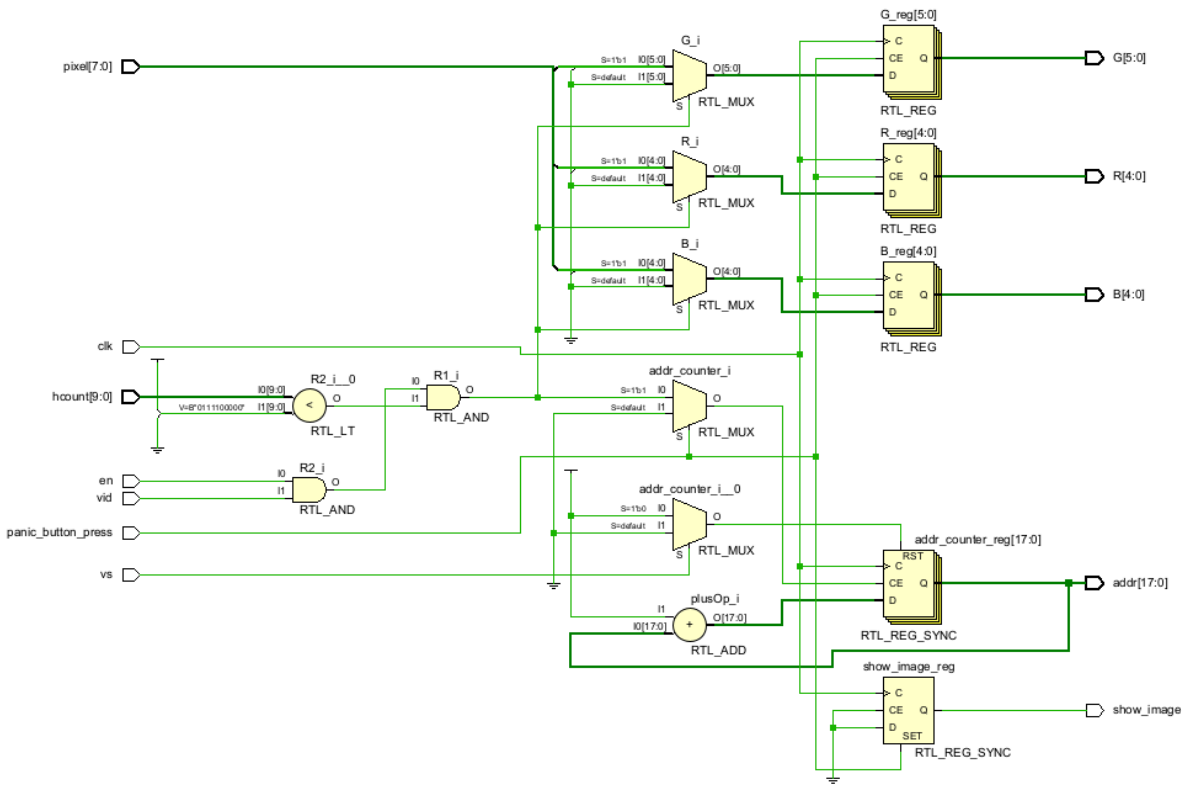 G_reg[5:0]
C
CE Q
D
RTL_REG
G[5:0]
pixel[7:0]
G_i
S=1'b1 I0[5:0]
S=default I1[5:0]
O[5:0]
S
RTL_MUX
R_reg[4:0]
C
CE Q
D
RTL_REG
R[4:0]
R_i
S=1'b1 I0[4:0]
S=default I1[4:0]
O[4:0]
S
RTL_MUX
B_reg[4:0]
C
CE Q
D
RTL_REG
B[4:0]
B_i
S=1'b1 I0[4:0]
S=default I1[4:0]
O[4:0]
S
RTL_MUX
clk
hcount[9:0]
R2_i__0
I0[9:0]
V=B"0111100000" I1[9:0]
<
O
RTL_LT
R1_i
I0
I1
O
RTL_AND
addr_counter_i
S=1'b1 I0
S=default I1
O
S
RTL_MUX
en
vid
R2_i
I0
I1
O
RTL_AND
panic_button_press
vs
addr_counter_i__0
S=1'b0 I0
S=default I1
O
S
RTL_MUX
addr_counter_reg[17:0]
RST
C
CE Q
D
RTL_REG_SYNC
addr[17:0]
plusOp_i
I1
I0[17:0]
+
O[17:0]
RTL_ADD
show_image_reg
C
CE Q
D
SET
RTL_REG_SYNC
show_image